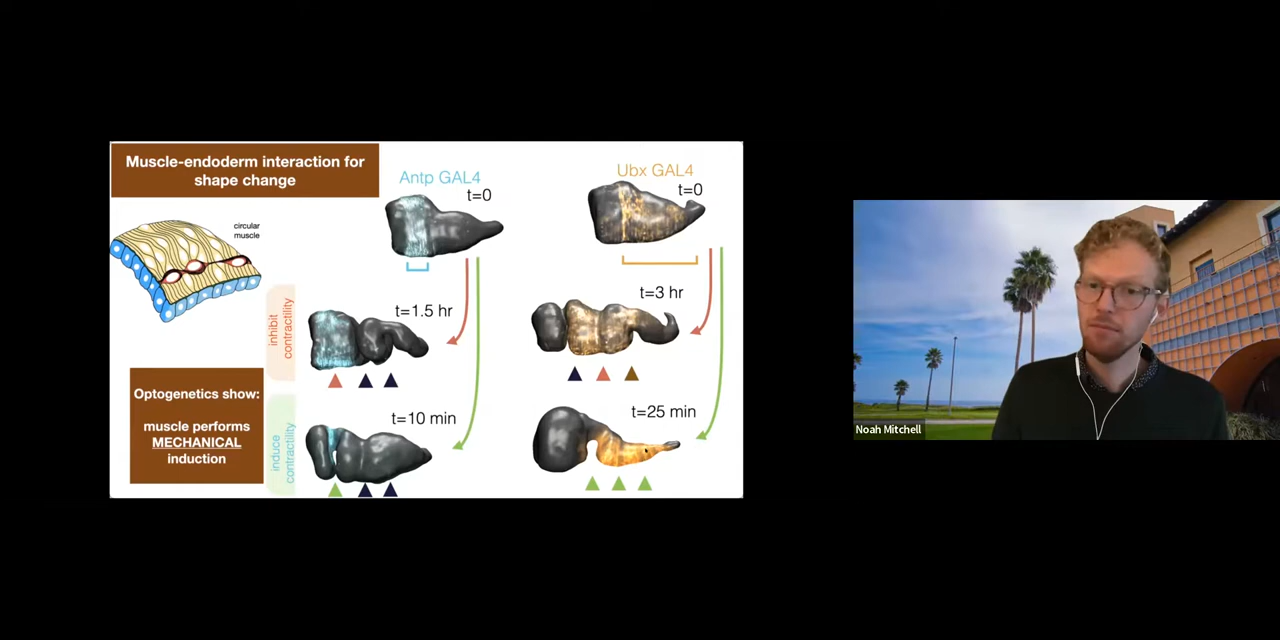 Muscle-endoderm interaction for
shape change
Antp GAL4
t=0
Ubx GAL4
t=0
circular
muscle
inhibit
contractility
t=1.5 hr
t=3 hr
Optogenetics show:
muscle performs
MECHANICAL
induction
induce
contractility
t=10 min
t=25 min
Noah Mitchell